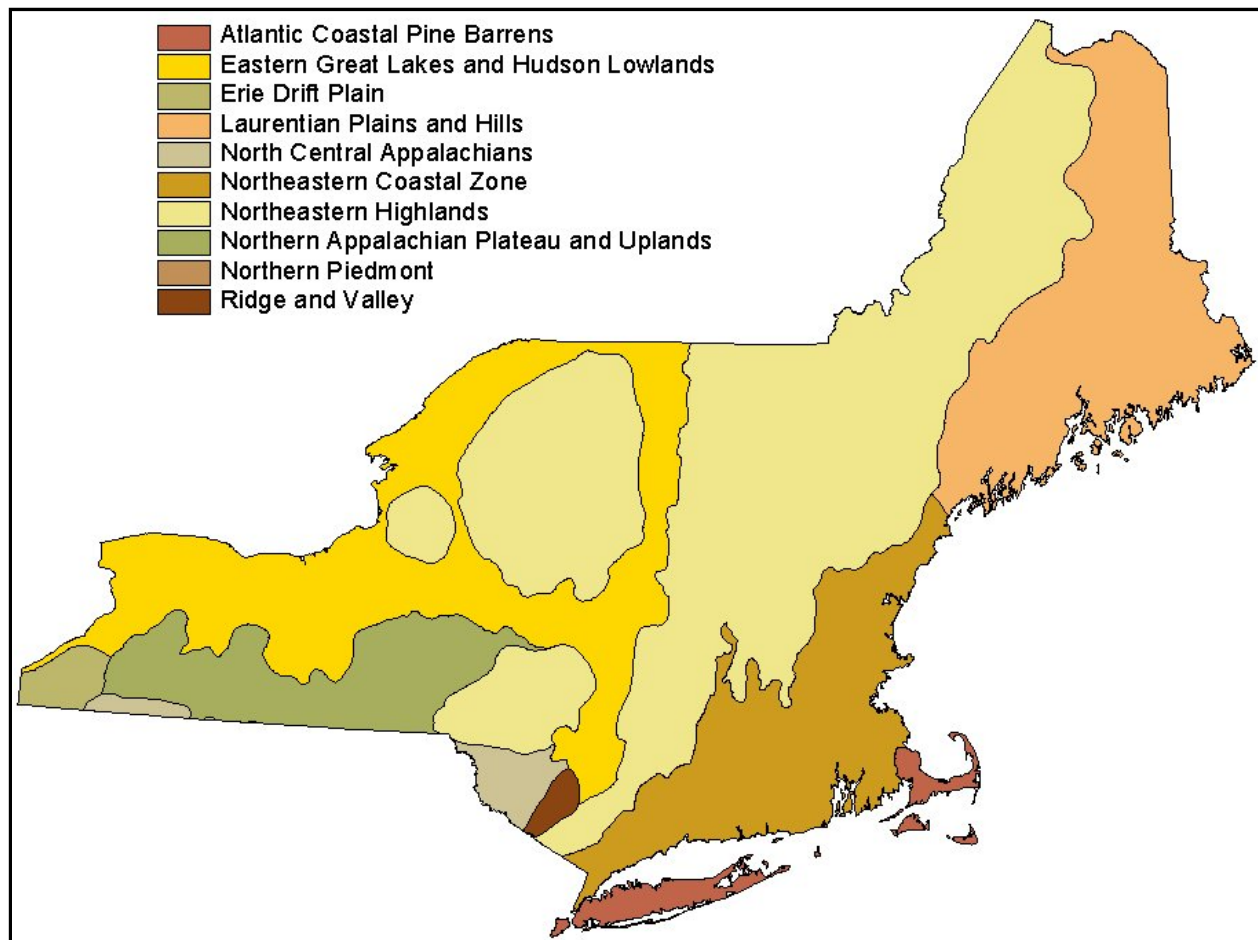 Atlantic Coastal Pine Barrens
Eastern Great Lakes and Hudson Lowlands
Erie Drift Plain
Laurentian Plains and Hills
North Central Appalachians
Northeastern Coastal Zone
Northeastern Highlands
Northern Appalachian Plateau and Uplands
Northern Piedmont
Ridge and Valley